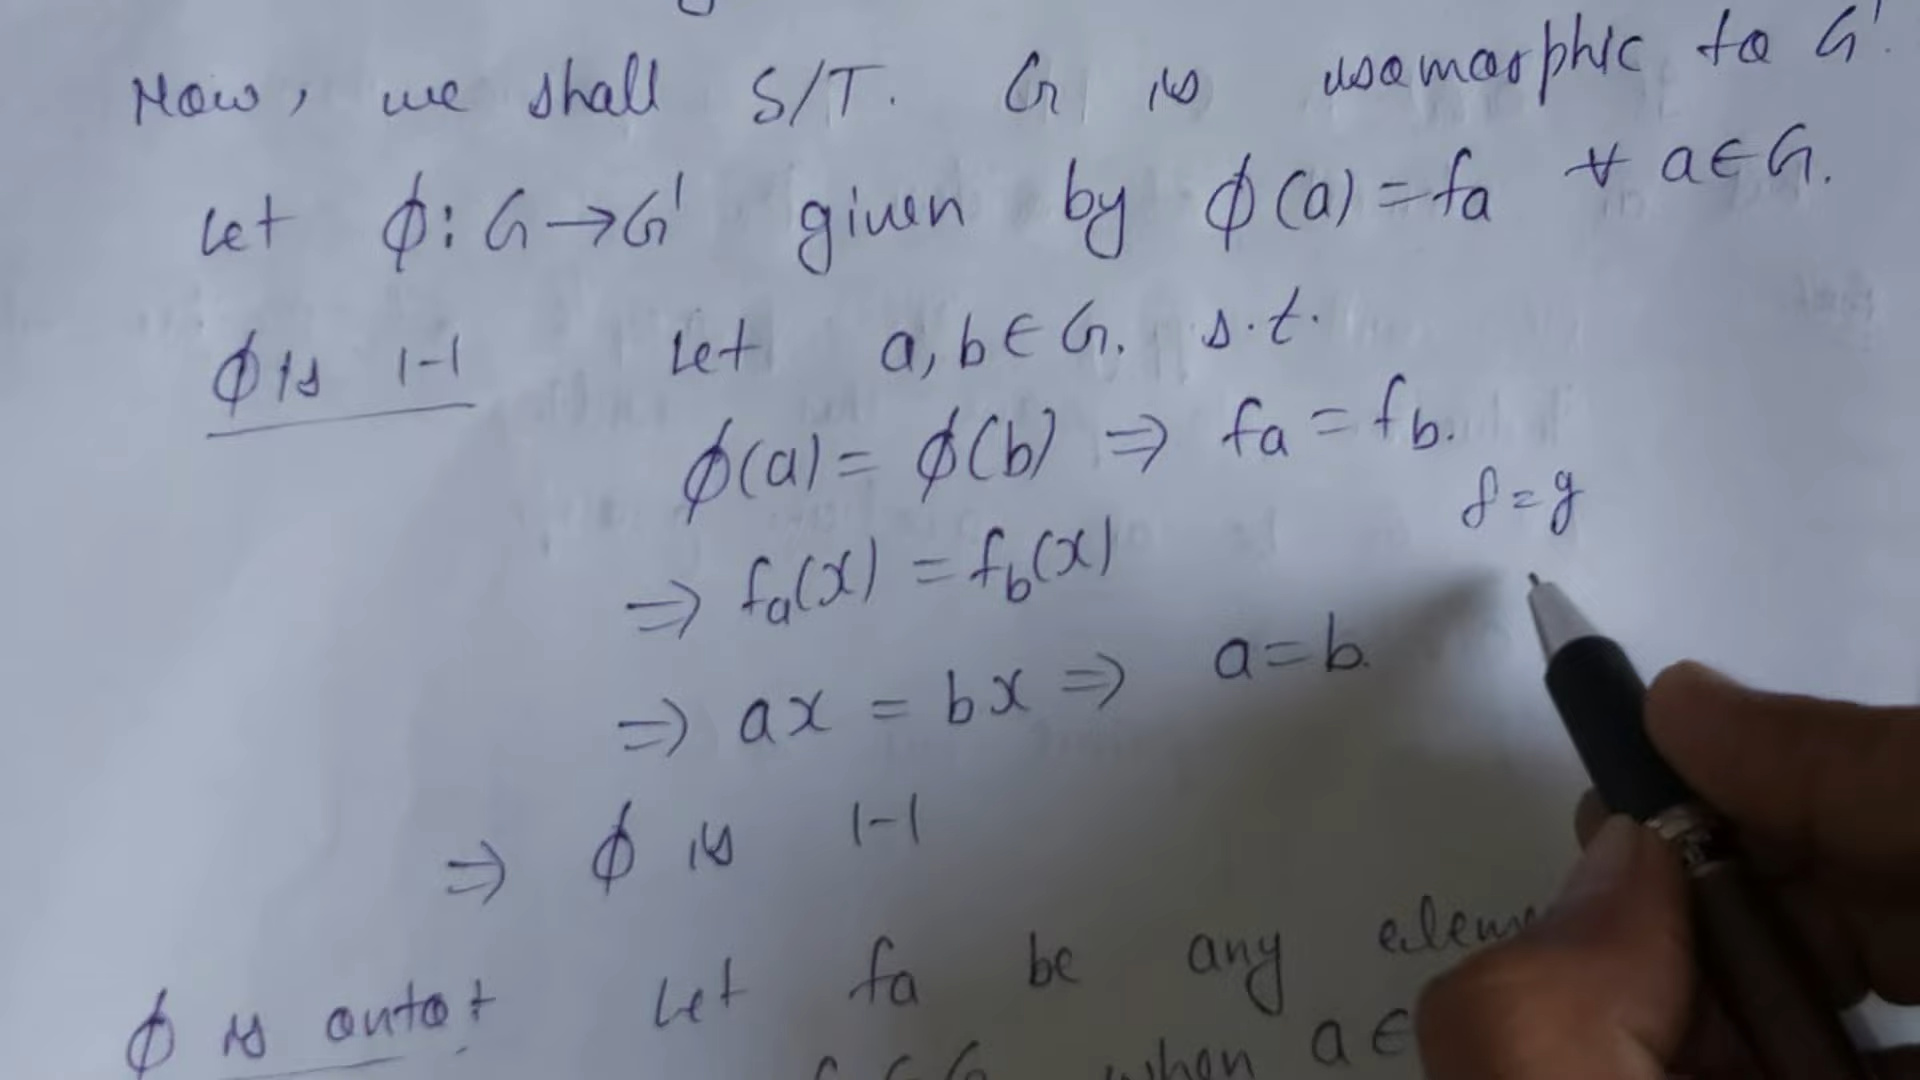 Now, we shall S/T. G is isomorphic to G'.
Let ϕ: G→G' given by ϕ(a) = fa ∀ a∈G.
ϕ is 1-1 Let a, b ∈ G. s.t.
ϕ(a) = ϕ(b) ⇒ fa = fb.
f = g
⇒ fa(x) = fb(x)
⇒ ax = bx ⇒ a = b.
⇒ ϕ is 1-1
ϕ is onto: Let fa be any
when a ∈